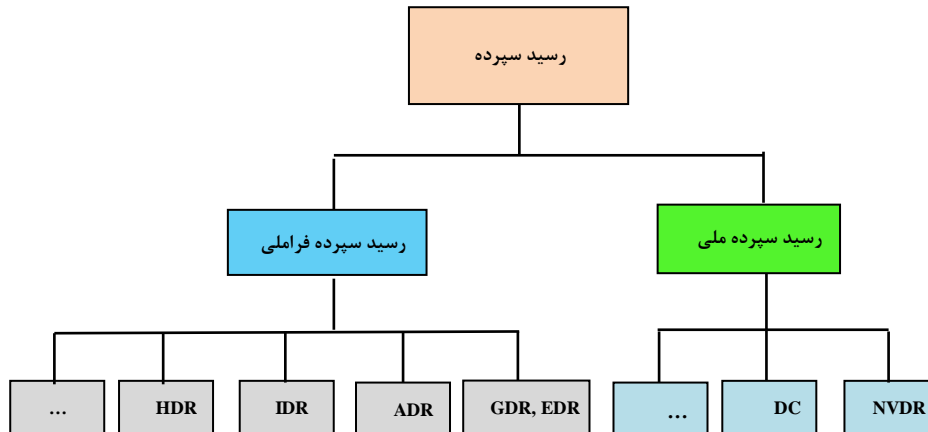 رسید سپرده
رسید سپرده ملی
رسید سپرده فراملی
NVDR
DC
...
GDR, EDR
ADR
IDR
HDR
...